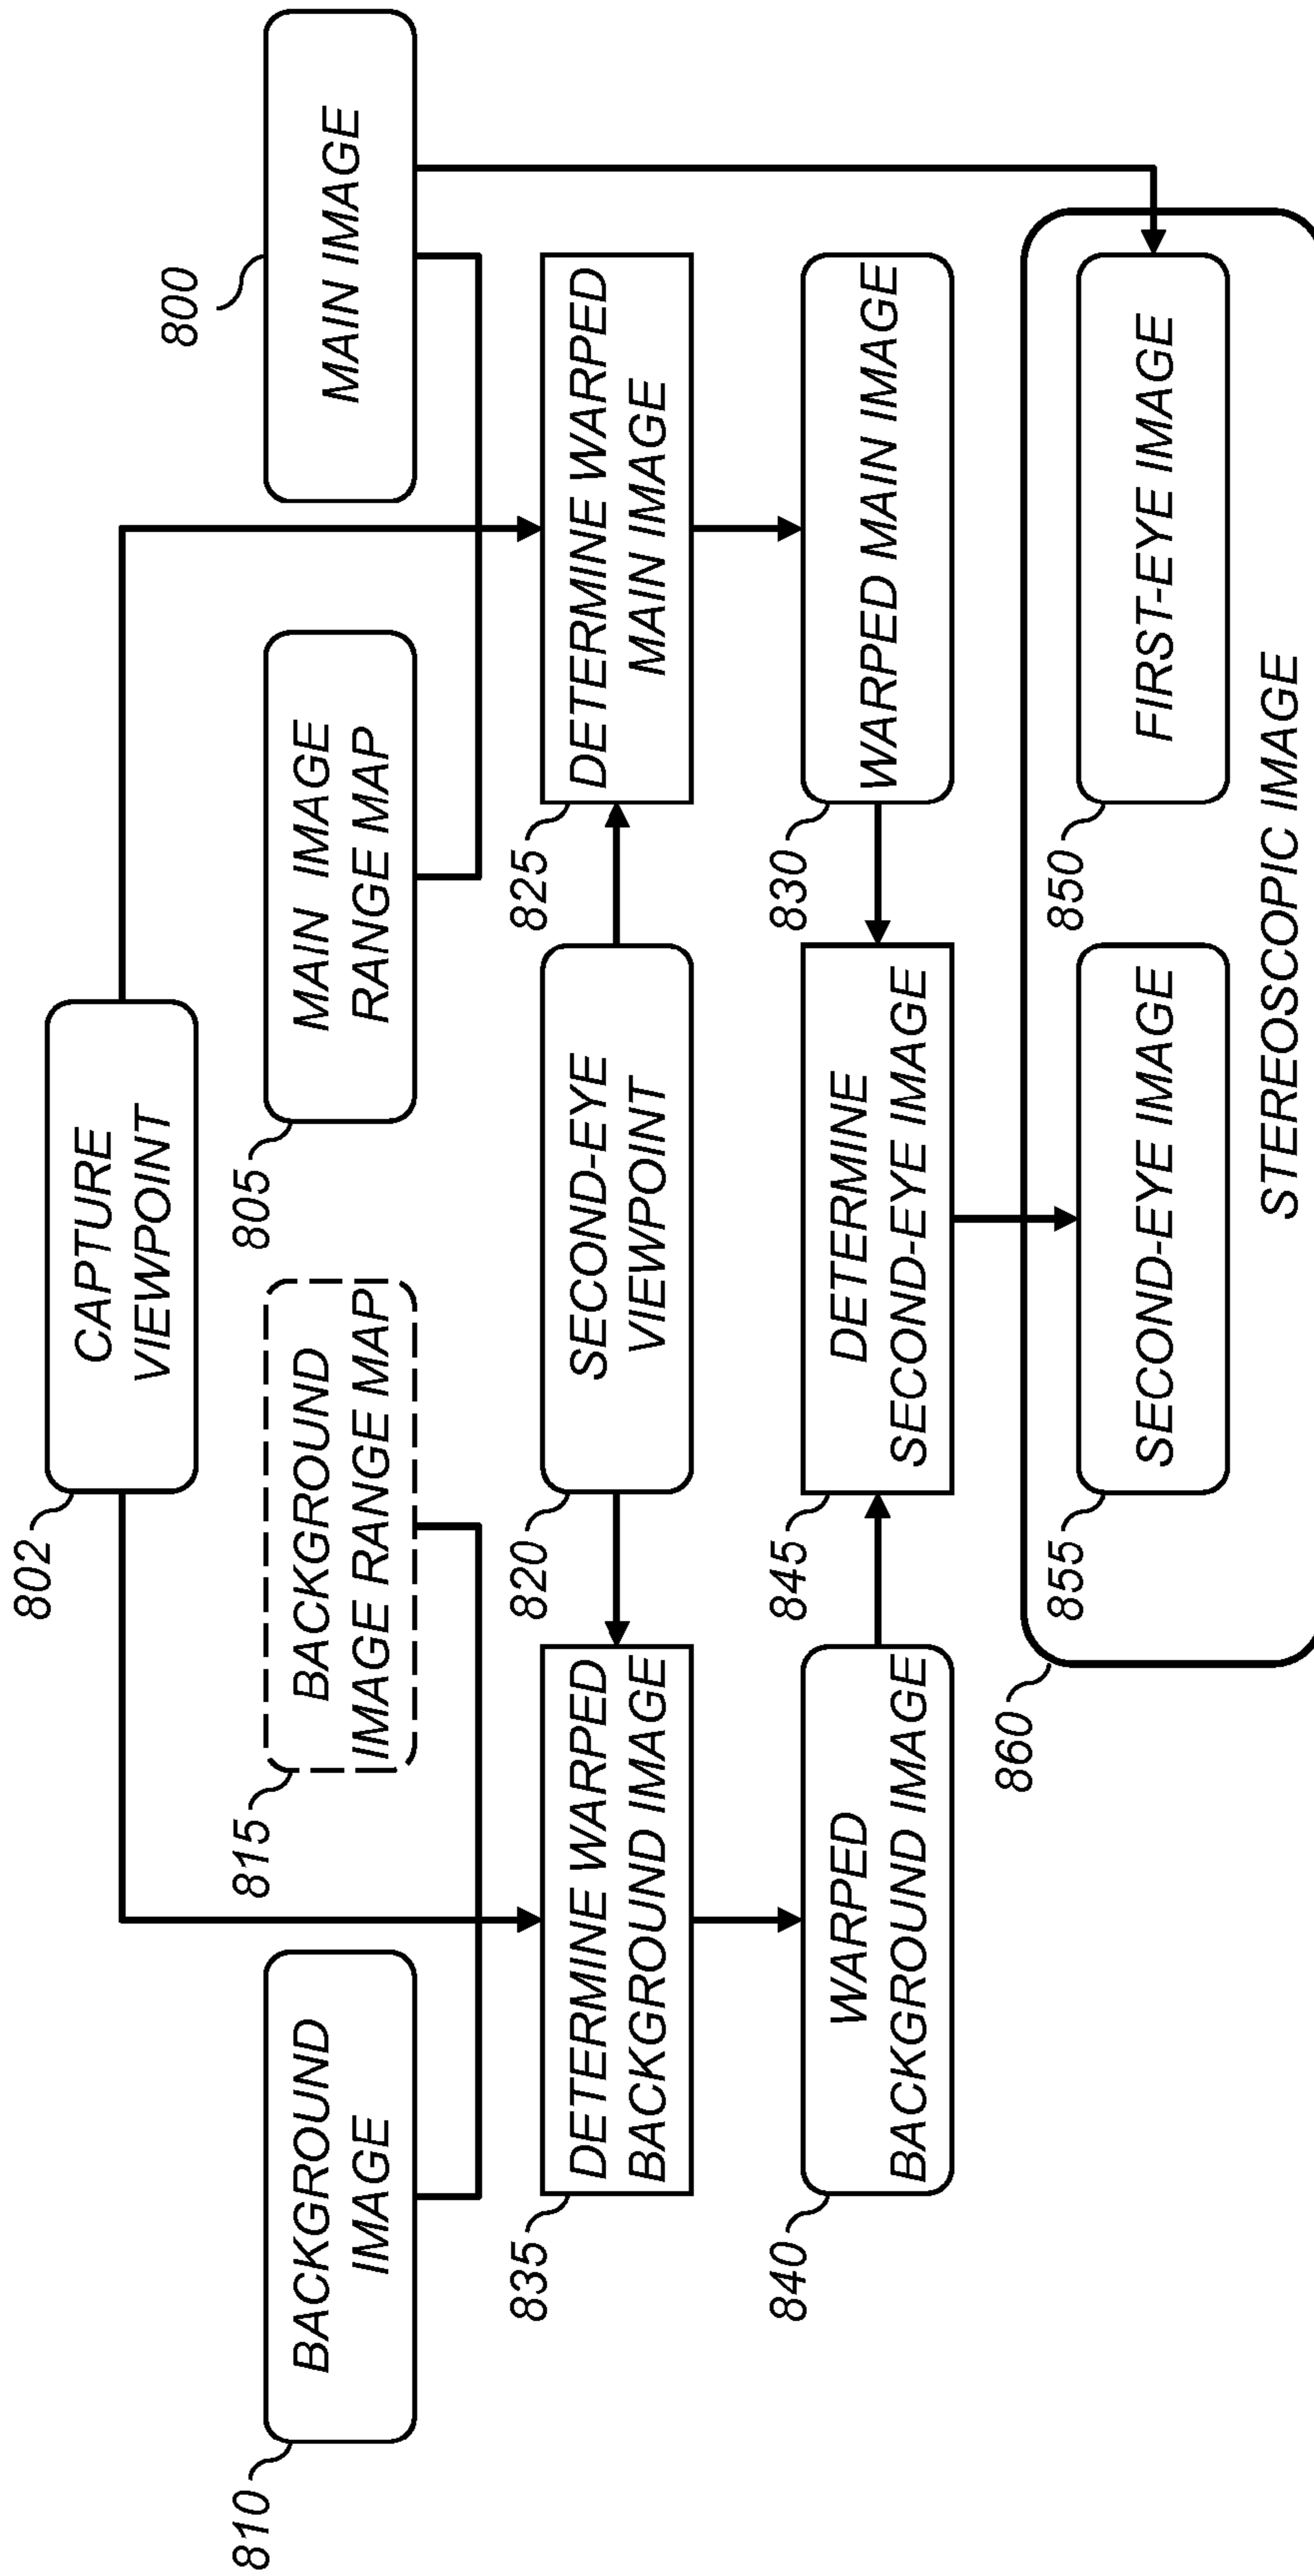 802
CAPTURE
VIEWPOINT
810
BACKGROUND
IMAGE
815
BACKGROUND
IMAGE RANGE MAP
805
MAIN IMAGE
RANGE MAP
800
MAIN IMAGE
835
DETERMINE WARPED
BACKGROUND IMAGE
820
SECOND-EYE
VIEWPOINT
825
DETERMINE WARPED
MAIN IMAGE
840
WARPED
BACKGROUND IMAGE
845
DETERMINE
SECOND-EYE IMAGE
830
WARPED MAIN IMAGE
860
855
SECOND-EYE IMAGE
850
FIRST-EYE IMAGE
STEREOSCOPIC IMAGE